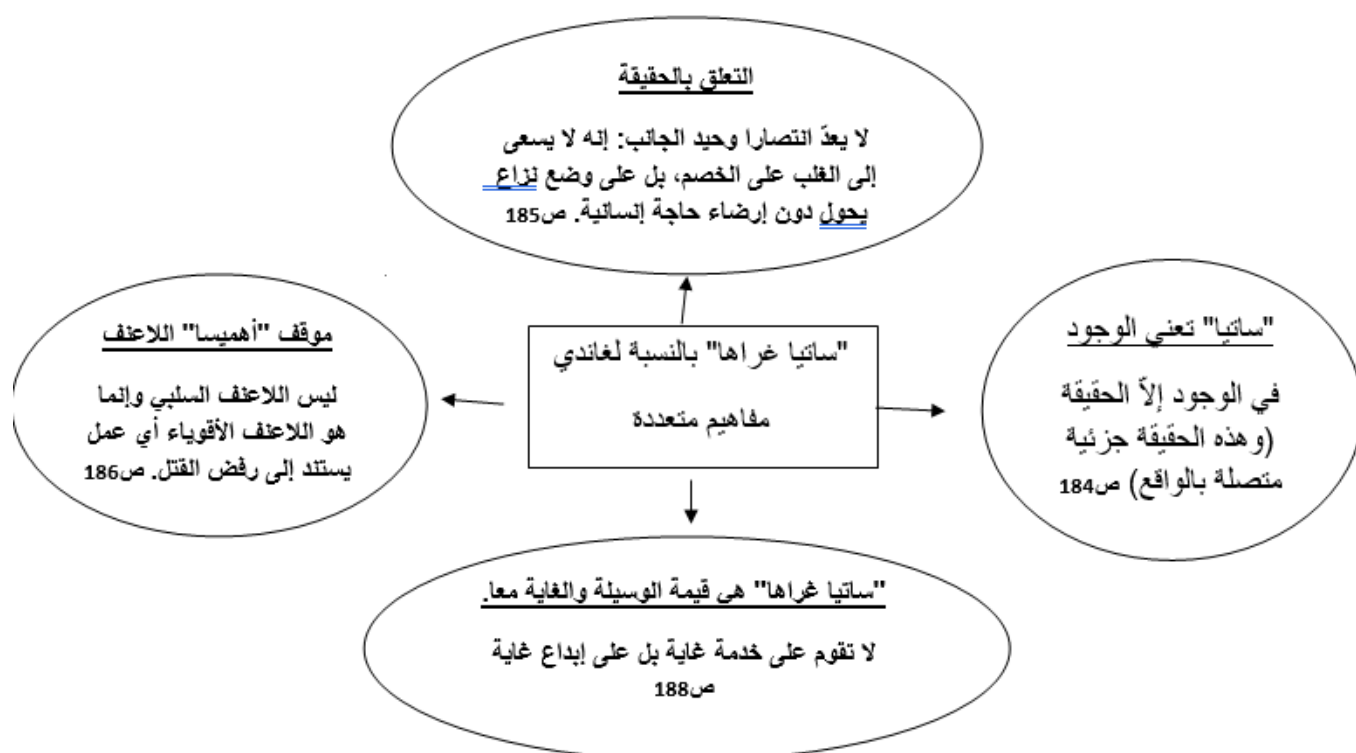 التعلق بالحقيقة
لا يعدّ انتصارا وحيد الجانب: إنه لا يسعى
إلى الغلب على الخصم، بل على وضع نزاع
يحول دون إرضاء حاجة إنسانية. ص185
"ساتيا غراها" بالنسبة لغاندي
مفاهيم متعددة
"ساتيا" تعني الوجود
في الوجود إلاّ الحقيقة
(وهذه الحقيقة جزئية
متصلة بالواقع) ص184
موقف "أهميسا" اللاعنف
ليس اللاعنف السلبي وإنما
هو اللاعنف الأقوياء أي عمل
يستند إلى رفض القتل. ص186
"ساتيا غراها" هي قيمة الوسيلة والغاية معا.
لا تقوم على خدمة غاية بل على إبداع غاية
ص188